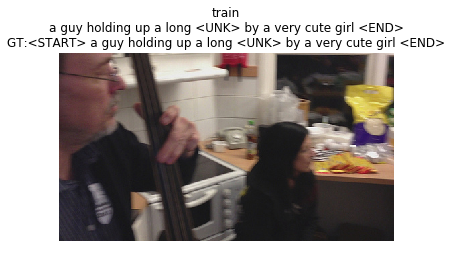 train
a guy holding up a long <UNK> by a very cute girl <END>
GT:<START> a guy holding up a long <UNK> by a very cute girl <END>